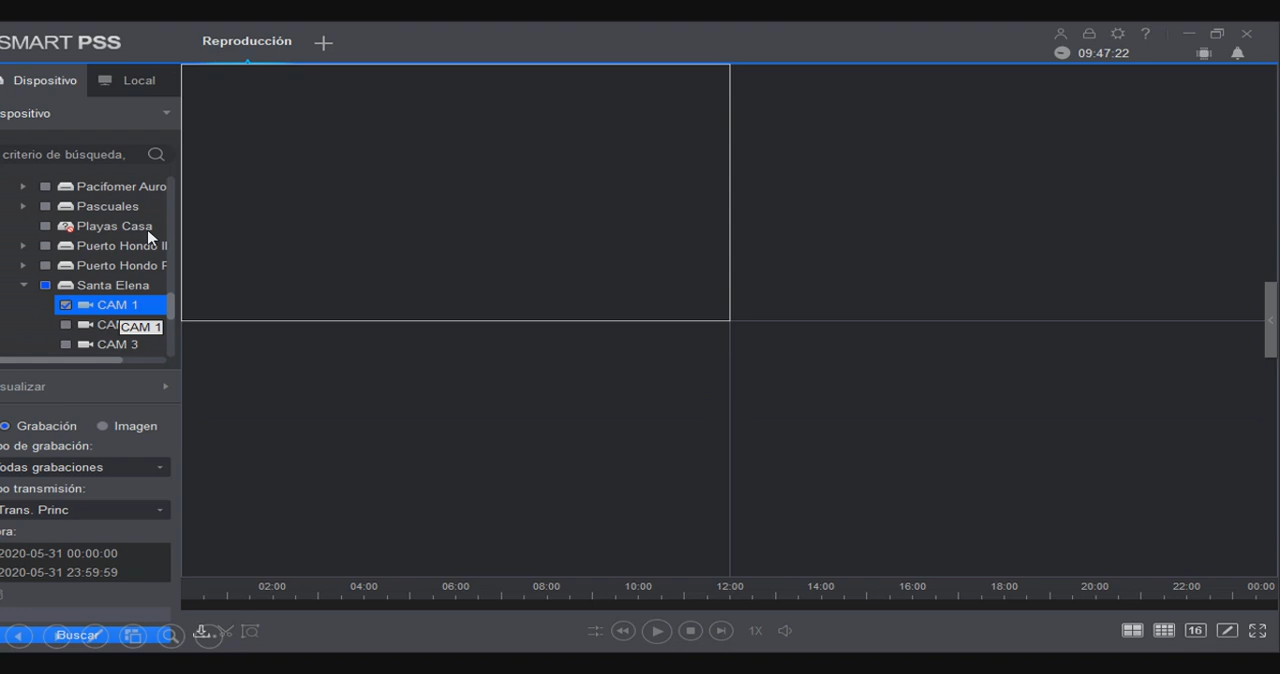 SMART PSS
Reproducción
?
09:47:22
Dispositivo
Local
spositivo
criterio de búsqueda,
Pacifomer Auro
Pascuales
Playas Casa
Puerto Hondo II
Puerto Hondo F
Santa Elena
CAM 1
CAM 1
CAM 3
sualizar
Grabación
Imagen
po de grabación:
odas grabaciones
po transmisión:
Trans. Princ
ra:
2020-05-31 00:00:00
2020-05-31 23:59:59
Buscar
02:00 04:00 06:00 08:00 10:00 12:00 14:00 16:00 18:00 20:00 22:00 00:00
1X
16